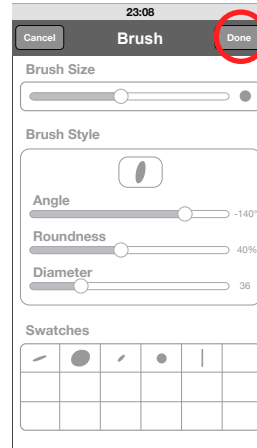 23:08
Cancel Brush Done
Brush Size
Brush Style
Angle
-140°
Roundness
40%
Diameter
36
Swatches